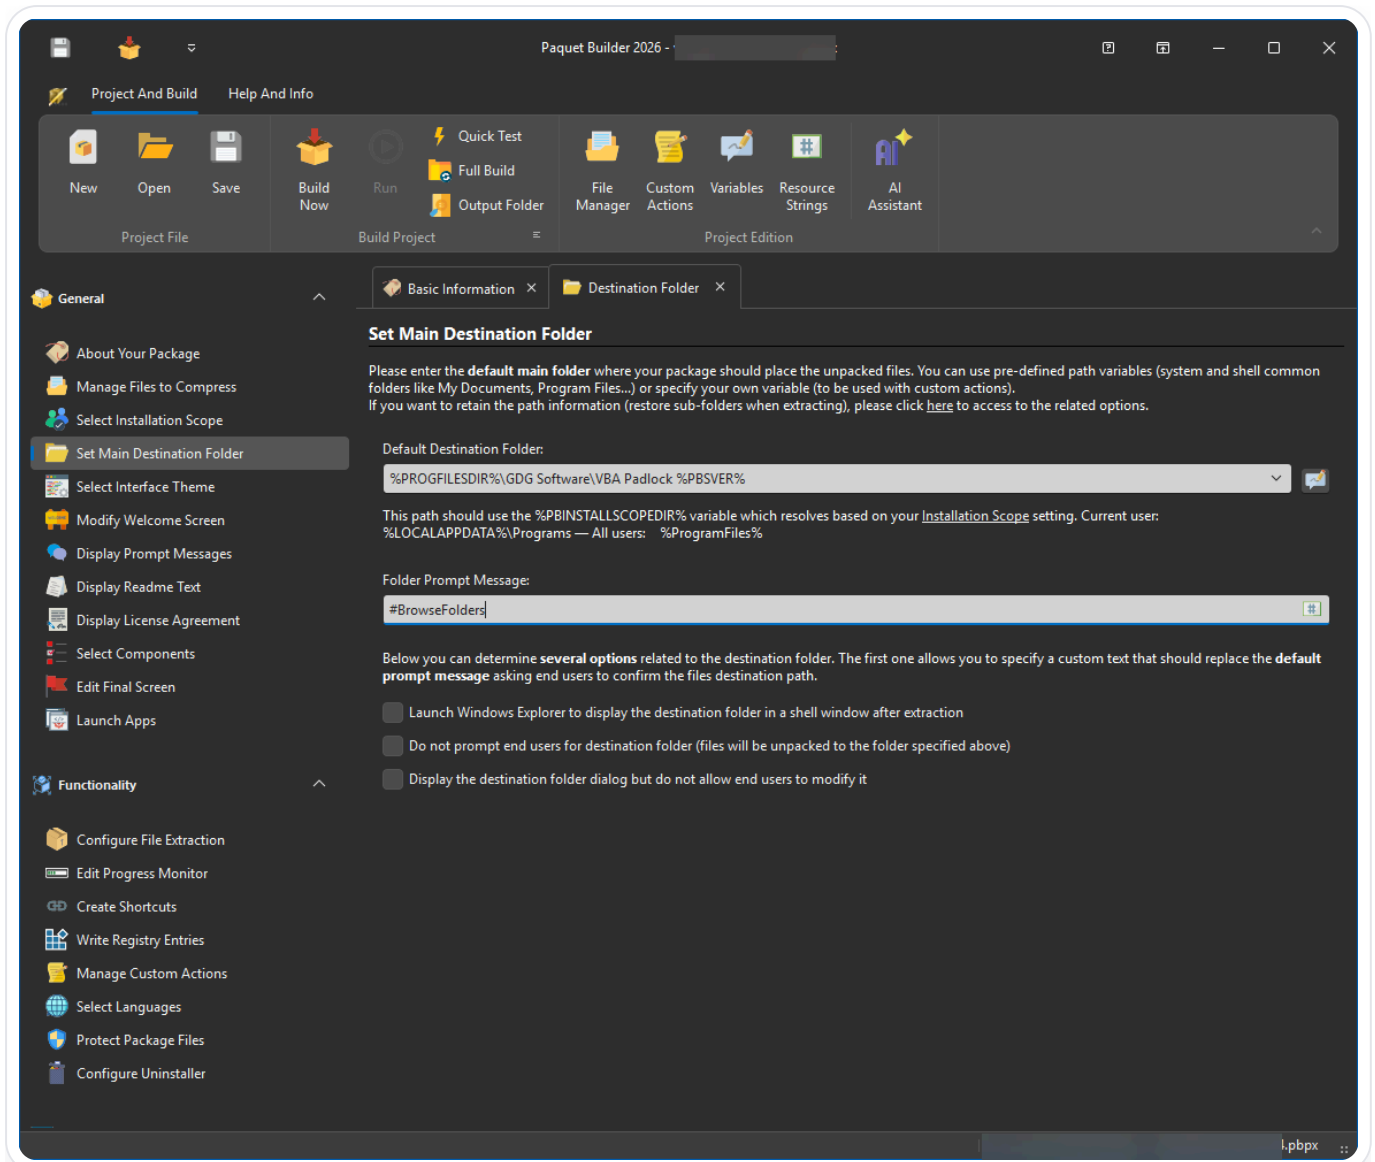 Paquet Builder 2026 -
Project And Build
Help And Info
New
Open
Save
Build
Now
Run
Quick Test
Full Build
Output Folder
File
Manager
Custom
Actions
Variables
Resource
Strings
AI
AI
Assistant
Project File
Build Project
Project Edition
General
About Your Package
Manage Files to Compress
Select Installation Scope
Set Main Destination Folder
Select Interface Theme
Modify Welcome Screen
Display Prompt Messages
Display Readme Text
Display License Agreement
Select Components
Edit Final Screen
Launch Apps
Functionality
Configure File Extraction
Edit Progress Monitor
Create Shortcuts
Write Registry Entries
Manage Custom Actions
Select Languages
Protect Package Files
Configure Uninstaller
Basic Information
Destination Folder
Set Main Destination Folder
Please enter the default main folder where your package should place the unpacked files. You can use pre-defined path variables (system and shell common
folders like My Documents, Program Files...) or specify your own variable (to be used with custom actions).
If you want to retain the path information (restore sub-folders when extracting), please click here to access to the related options.
Default Destination Folder:
%PROGFILESDIR%\GDG Software\VBA Padlock %PBSVER%
This path should use the %PBINSTALLSCOPEDIR% variable which resolves based on your Installation Scope setting. Current user:
%LOCALAPPDATA%\Programs — All users: %ProgramFiles%
Folder Prompt Message:
#BrowseFolders
Below you can determine several options related to the destination folder. The first one allows you to specify a custom text that should replace the default
prompt message asking end users to confirm the files destination path.
Launch Windows Explorer to display the destination folder in a shell window after extraction
Do not prompt end users for destination folder (files will be unpacked to the folder specified above)
Display the destination folder dialog but do not allow end users to modify it
.pbpx